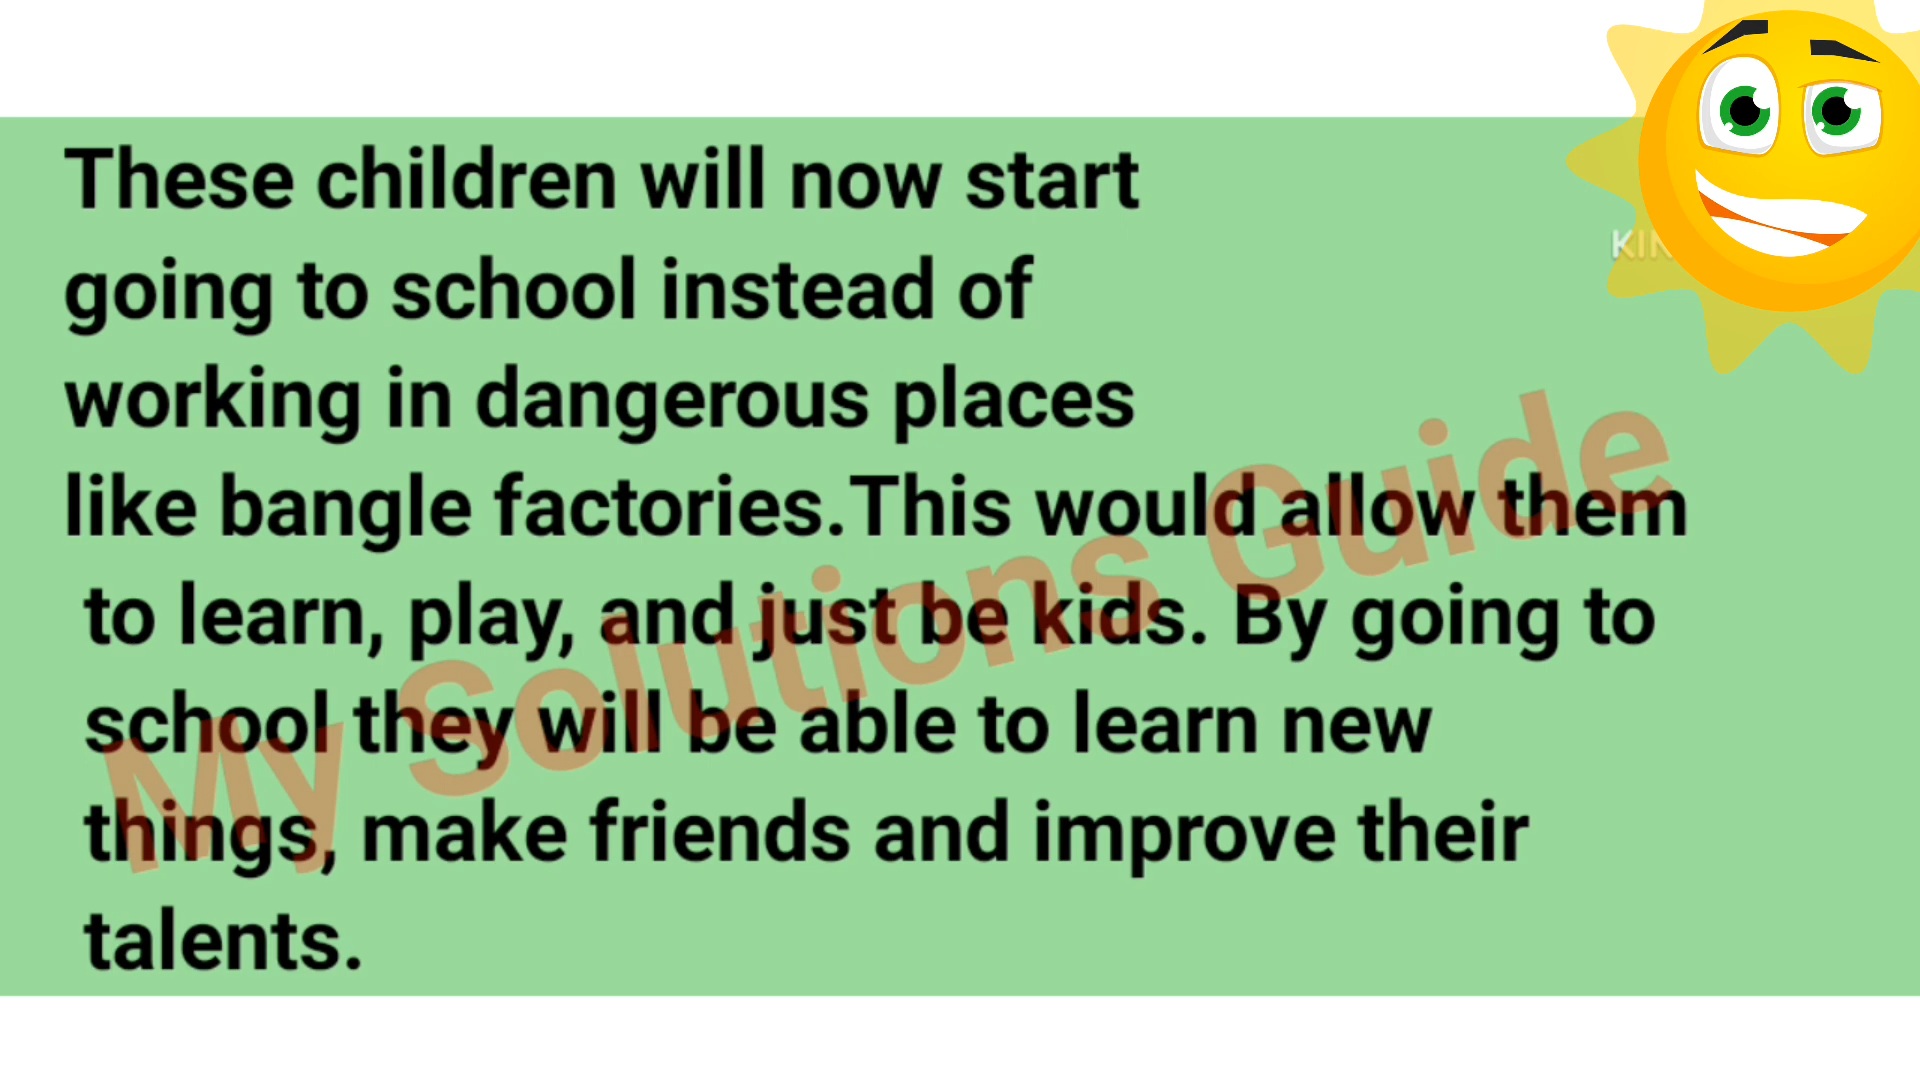 These children will now start
going to school instead of
working in dangerous places
like bangle factories.This would allow them
to learn, play, and just be kids. By going to
school they will be able to learn new
things, make friends and improve their
talents.
My Solutions Guide